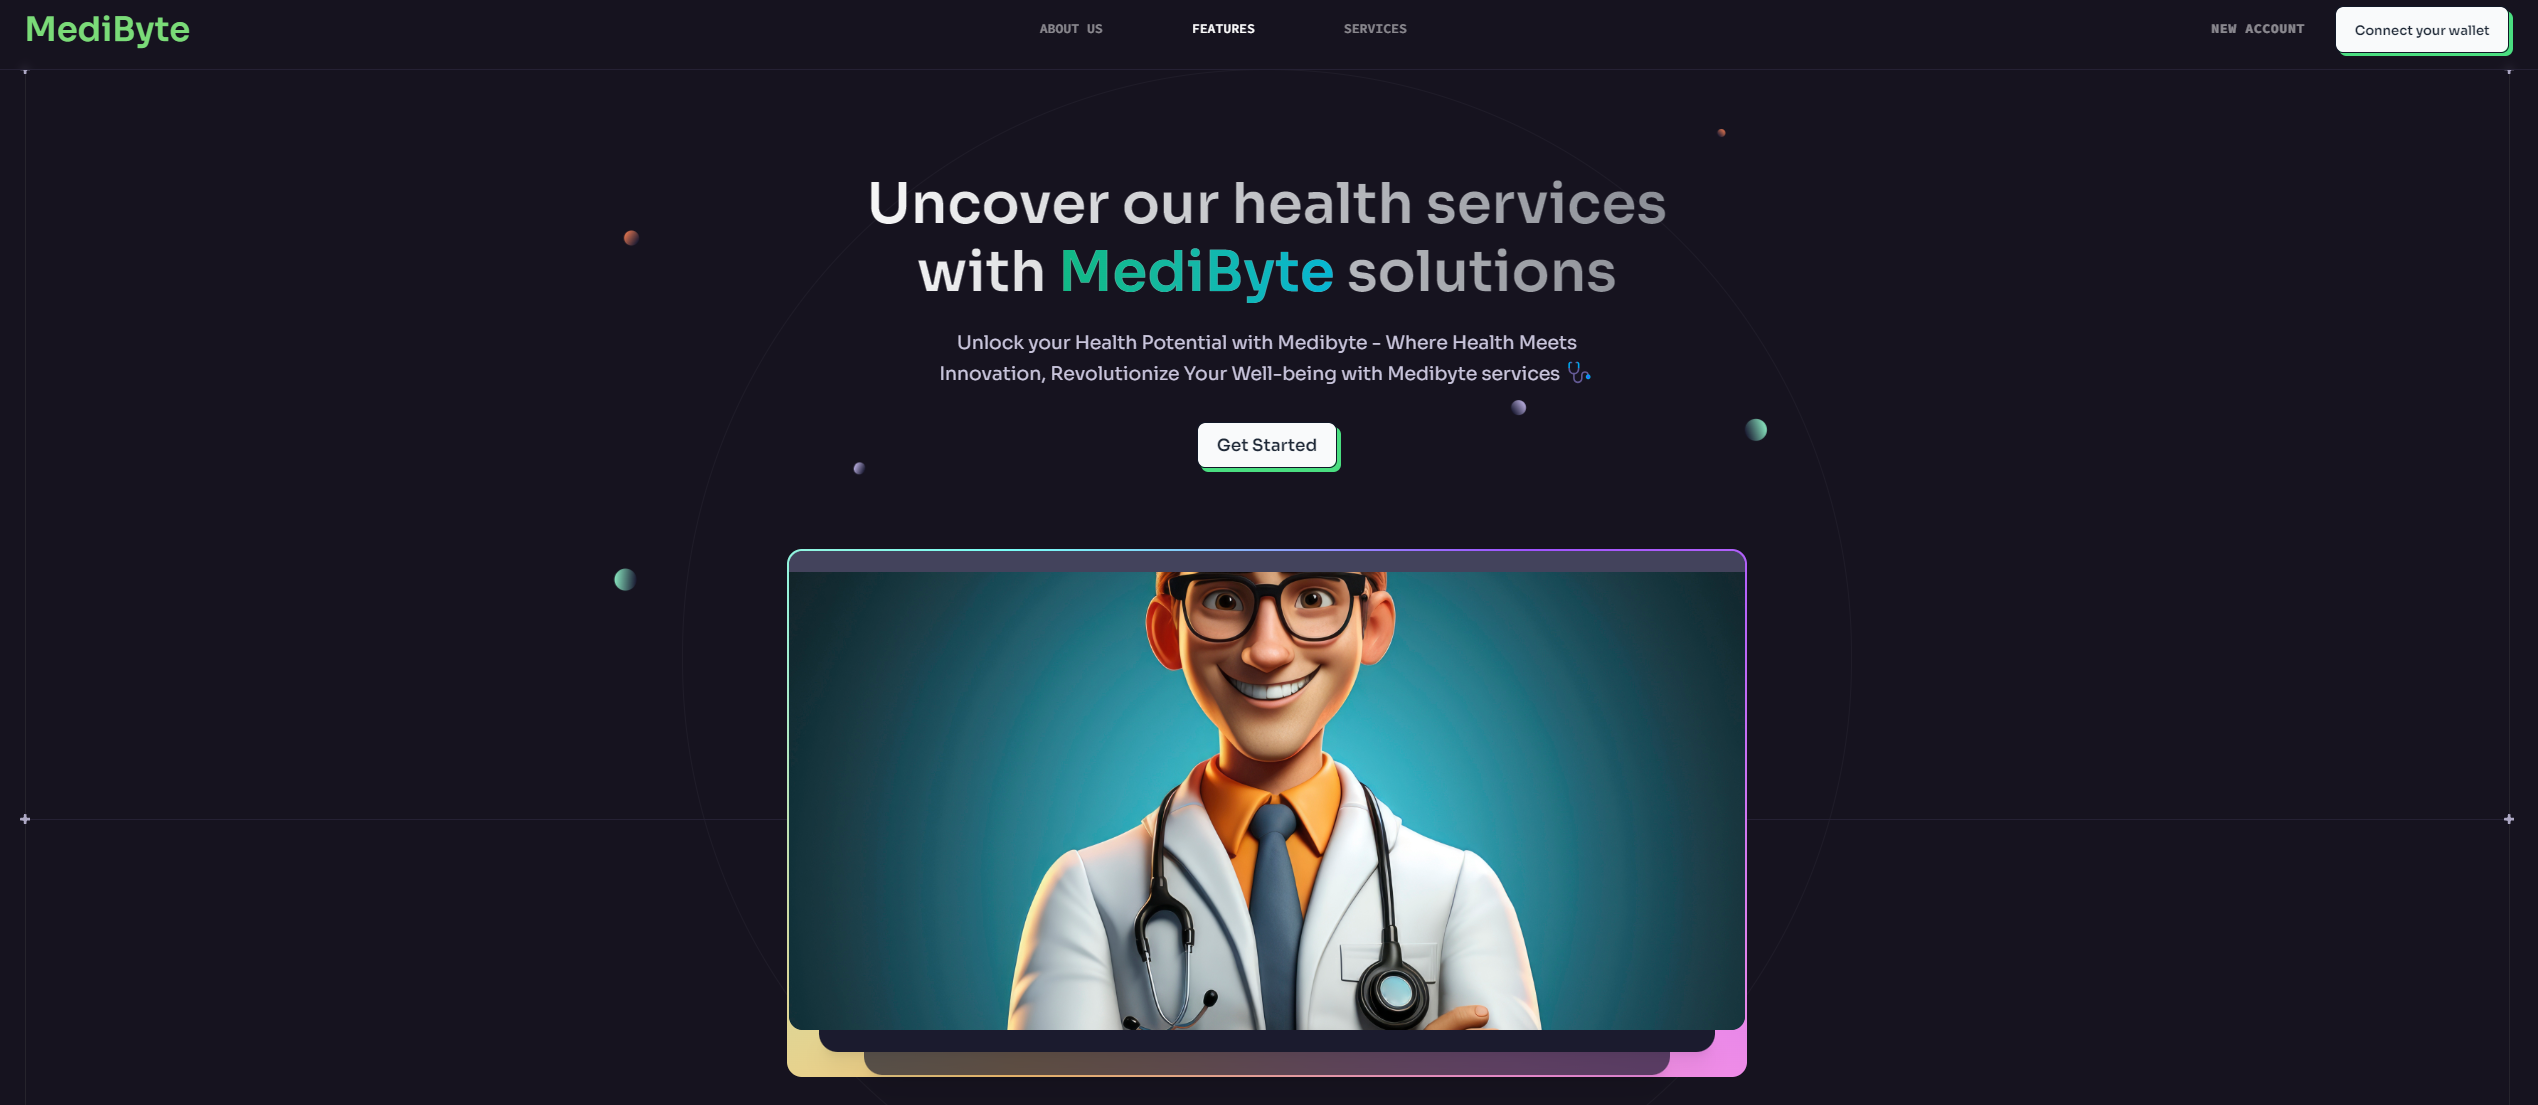 MediByte
ABOUT US
FEATURES
SERVICES
NEW ACCOUNT
Connect your wallet
Uncover our health services
with MediByte solutions
Unlock your Health Potential with Medibyte - Where Health Meets
Innovation, Revolutionize Your Well-being with Medibyte services 🩺
Get Started